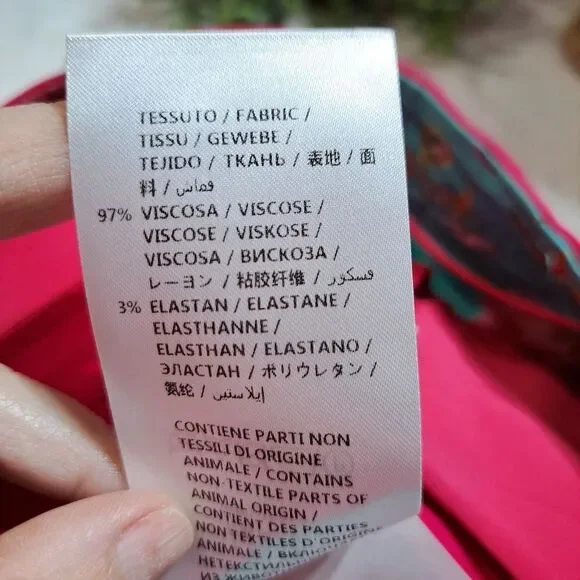 TESSUTO / FABRIC /
TISSU / GEWEBE /
TEJIDO / ТКАНЬ / 表地 / 面
料 / قماش
97% VISCOSA / VISCOSE /
VISCOSE / VISKOSE /
VISCOSA / ВИСКОЗА /
レーヨン / 粘胶纤维 / فسكوز
3% ELASTAN / ELASTANE /
ELASTHANNE /
ELASTHAN / ELASTANO /
ЭЛАСТАН / ポリウレタン /
氨纶 / إيلاستين
CONTIENE PARTI NON
TESSILI DI ORIGINE
ANIMALE / CONTAINS
NON-TEXTILE PARTS OF
ANIMAL ORIGIN /
CONTIENT DES PARTIES
NON TEXTILES D'ORIGINE
ANIMALE /
НЕТЕКСТИЛЬ